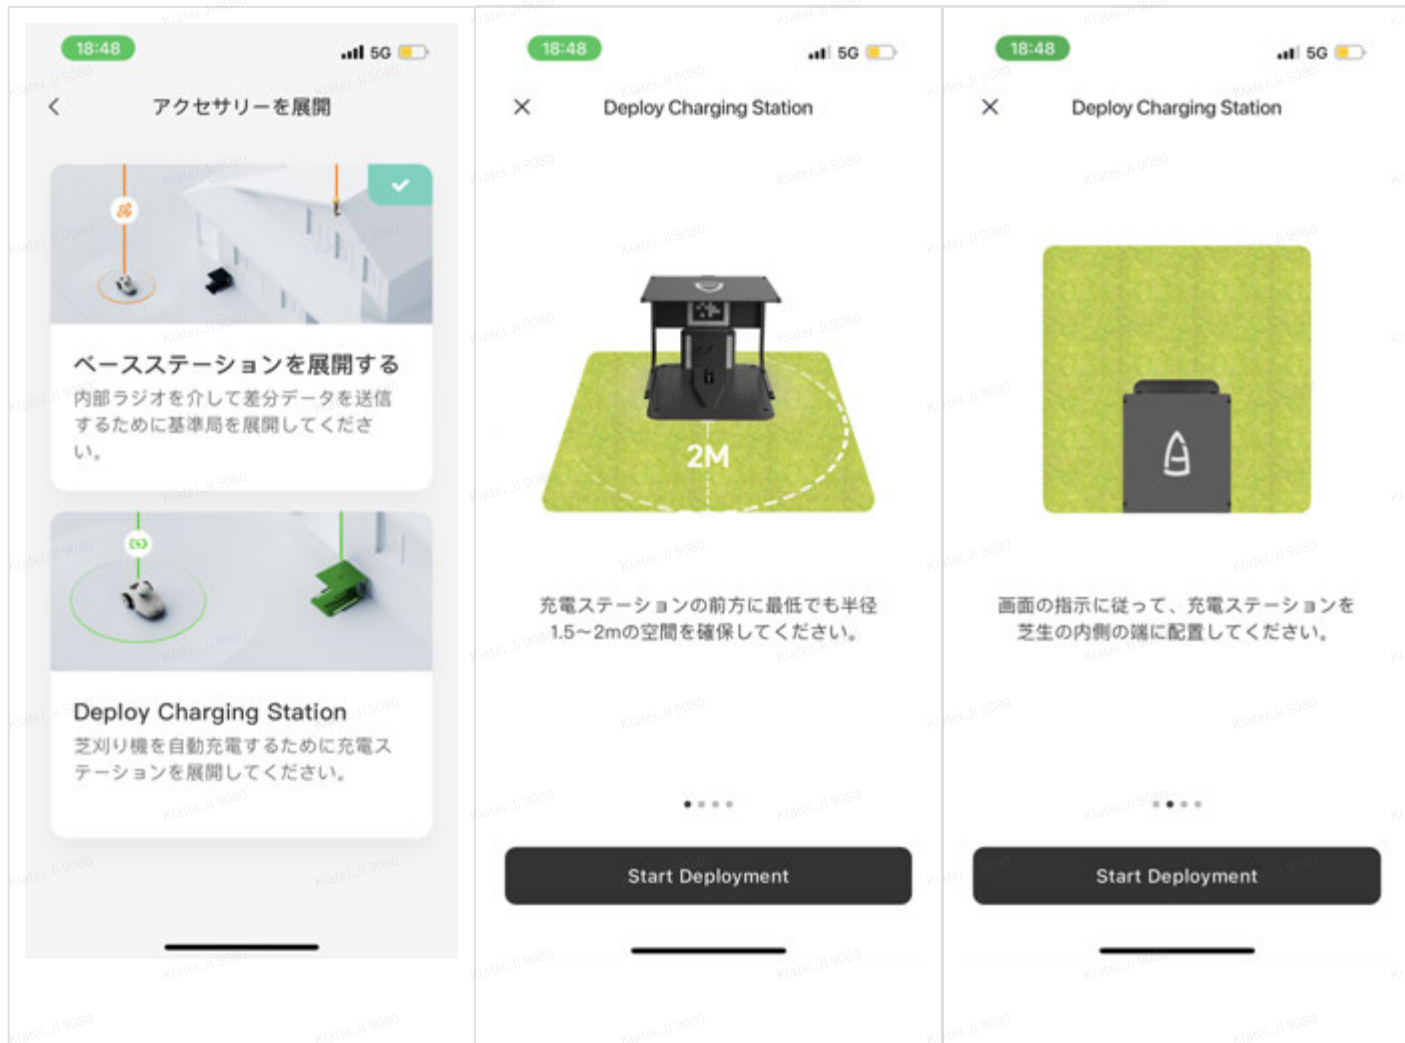 18:48
5G
アクセサリーを展開
ベースステーションを展開する
内部ラジオを介して差分データを送信
するために基準局を展開してくださ
い。
Deploy Charging Station
芝刈り機を自動充電するために充電ス
テーションを展開してください。
18:48
5G
Deploy Charging Station
2M
充電ステーションの前方に最低でも半径
1.5〜2mの空間を確保してください。
Start Deployment
18:48
5G
Deploy Charging Station
画面の指示に従って、充電ステーションを
芝生の内側の端に配置してください。
Start Deployment
Kiatei.Ji 9080